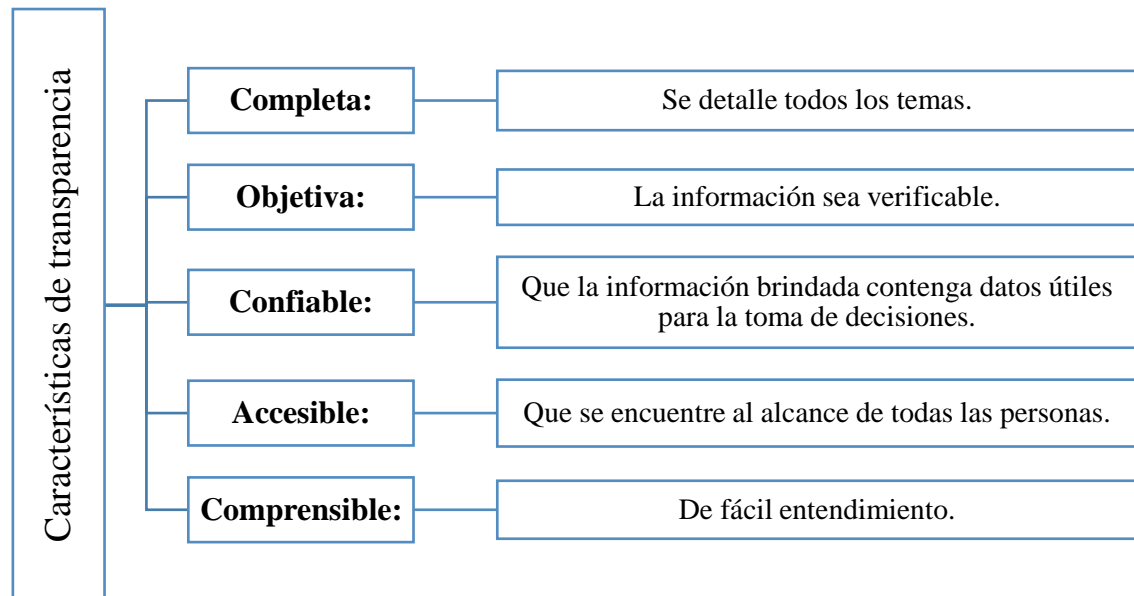 Características de transparencia
Completa:
Se detalle todos los temas.
Objetiva:
La información sea verificable.
Confiable:
Que la información brindada contenga datos útiles
para la toma de decisiones.
Accesible:
Que se encuentre al alcance de todas las personas.
Comprensible:
De fácil entendimiento.